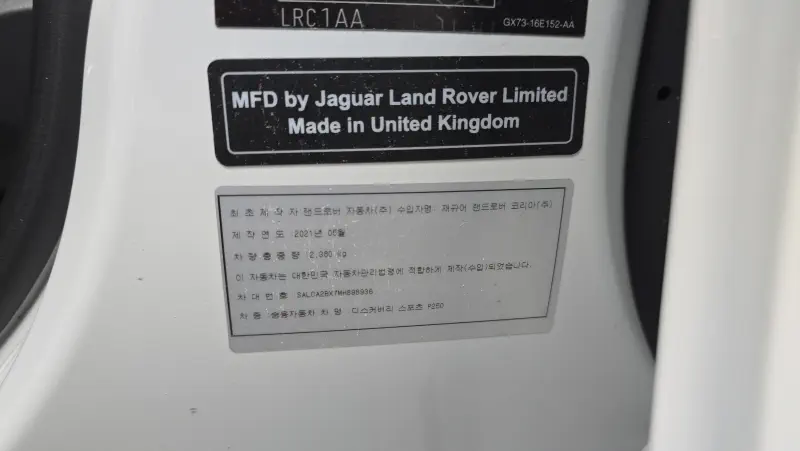 LRC1AA
GX73-16E152-AA
MFD by Jaguar Land Rover Limited
Made in United Kingdom
최초 제작자 랜드로버 자동차(주) 수입자명: 재규어 랜드로버 코리아(주)
제작연도 :2021년 06월
차량총중량 :2,380 kg
이 자동차는 대한민국 자동차관리법령에 적합하게 제작(수입)되었습니다.
차대번호 :
차종 :승용자동차 차명: 디스커버리 스포츠 P250